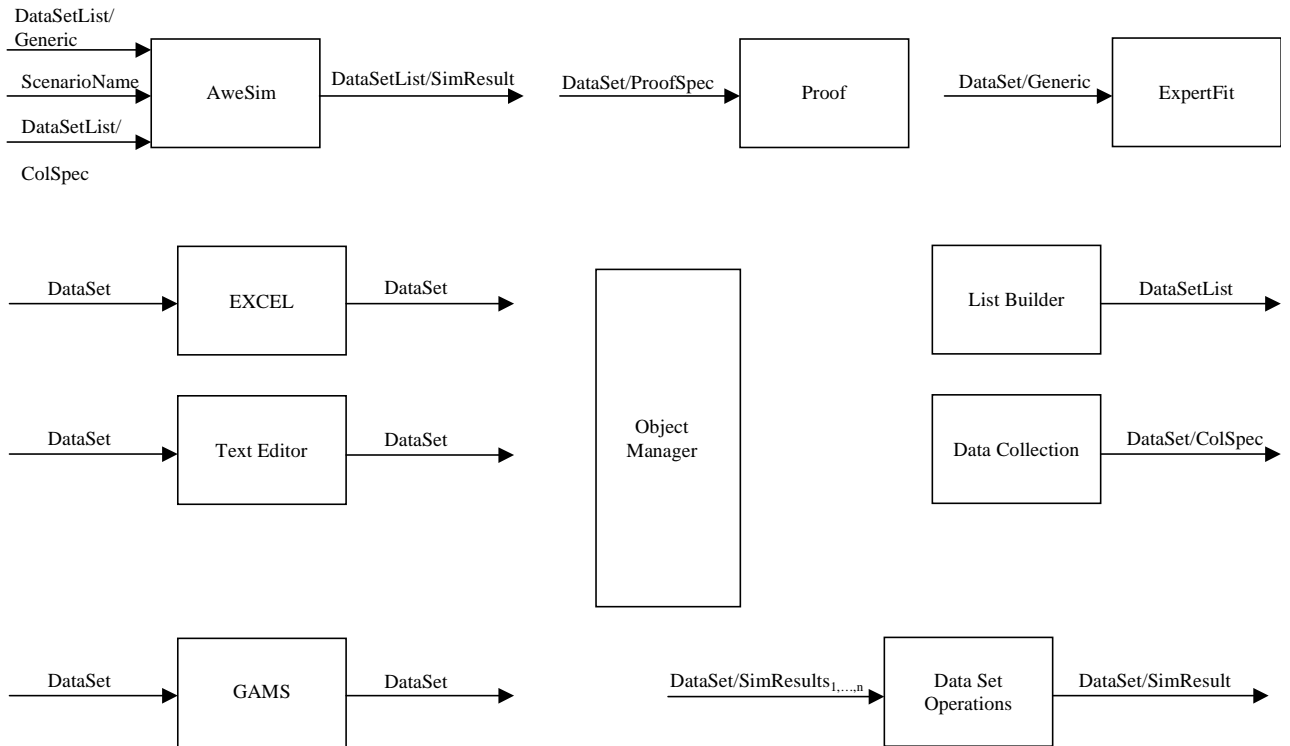 DataSetList/
Generic
ScenarioName
DataSetList/
ColSpec
AweSim
DataSetList/SimResult
DataSet/ProofSpec
Proof
DataSet/Generic
ExpertFit
DataSet
EXCEL
DataSet
List Builder
DataSetList
DataSet
Text Editor
DataSet
Object
Manager
Data Collection
DataSet/ColSpec
DataSet
GAMS
DataSet
DataSet/SimResults1,…,n
Data Set
Operations
DataSet/SimResult